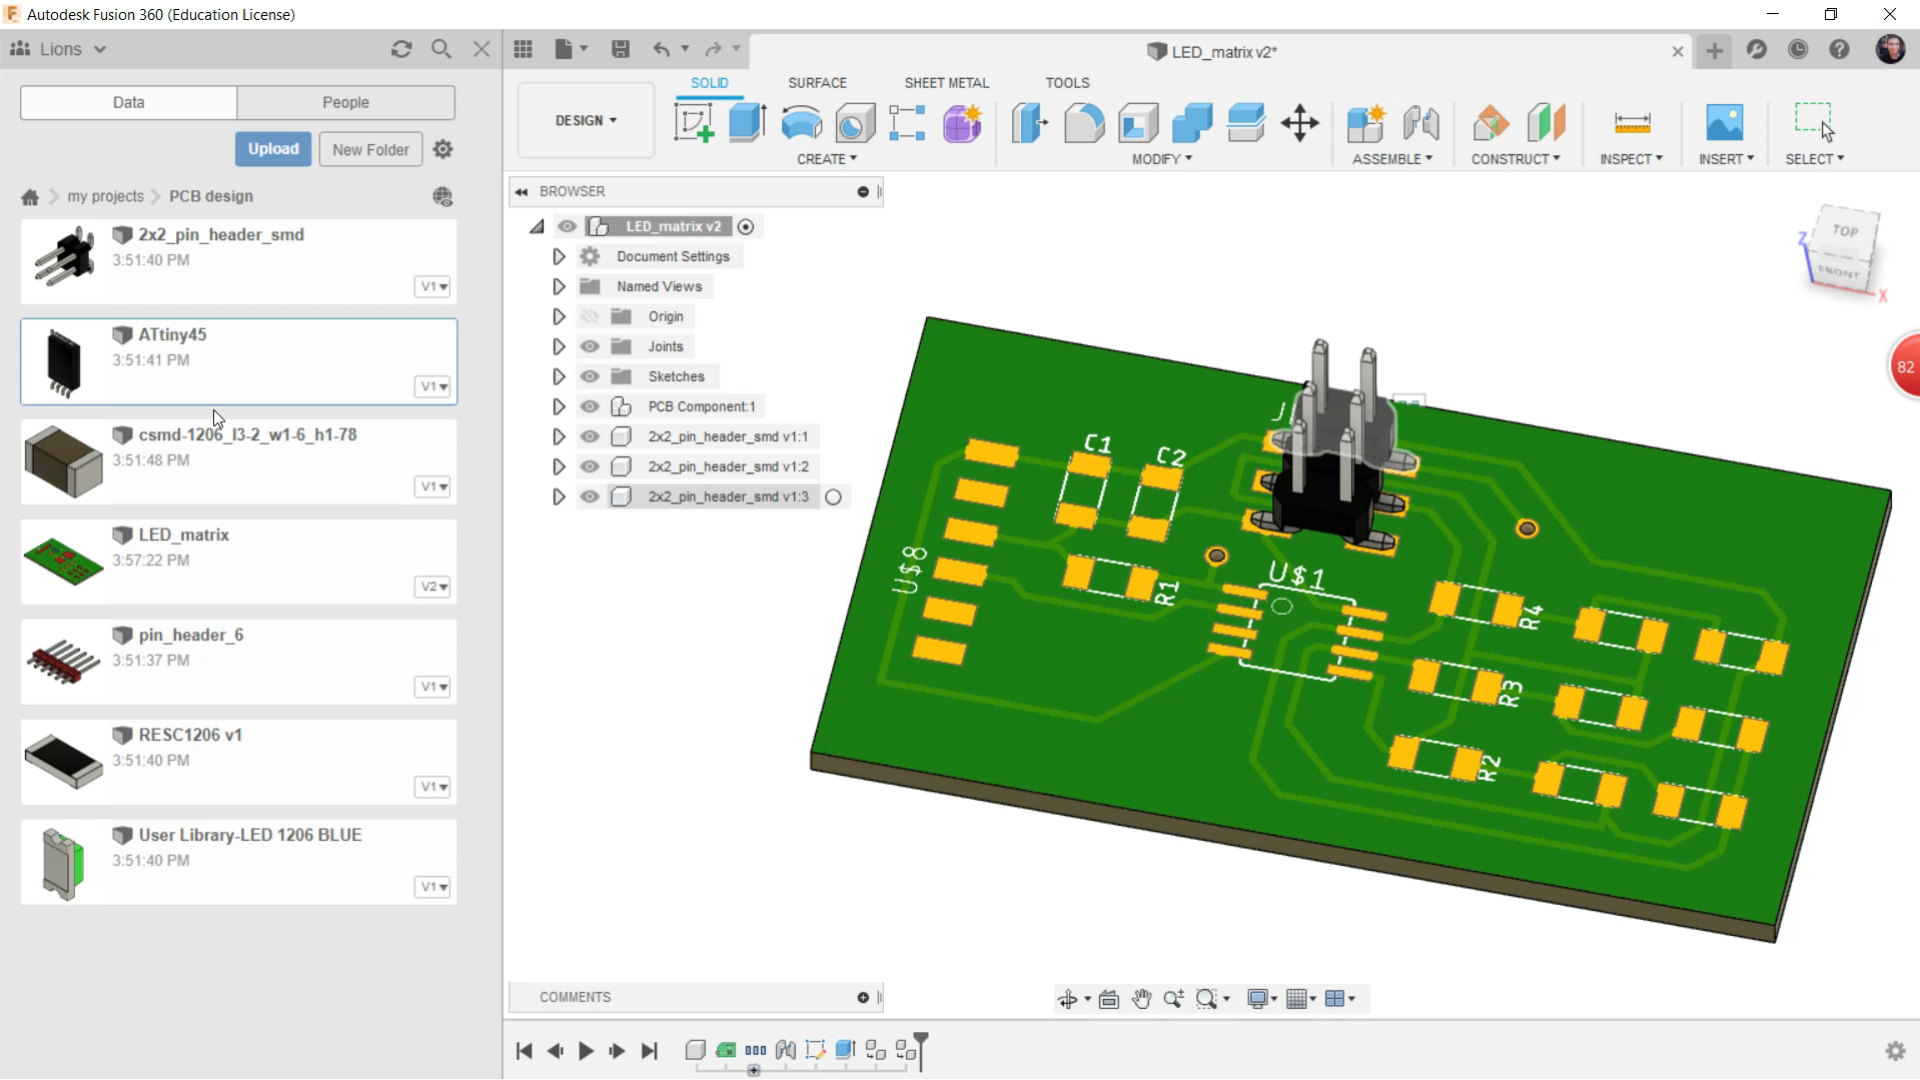 Autodesk Fusion 360 (Education License)
Lions
LED_matrix v2*
Data
People
Upload
New Folder
my projects
PCB design
2x2_pin_header_smd
3:51:40 PM
V1
ATtiny45
3:51:41 PM
V1
csmd-1206_l3-2_w1-6_h1-78
3:51:48 PM
V1
LED_matrix
3:57:22 PM
V2
pin_header_6
3:51:37 PM
V1
RESC1206 v1
3:51:40 PM
V1
User Library-LED 1206 BLUE
3:51:40 PM
V1
SOLID
SURFACE
SHEET METAL
TOOLS
DESIGN
CREATE
MODIFY
ASSEMBLE
CONSTRUCT
INSPECT
INSERT
SELECT
BROWSER
LED_matrix v2
Document Settings
Named Views
Origin
Joints
Sketches
PCB Component:1
2x2_pin_header_smd v1:1
2x2_pin_header_smd v1:2
2x2_pin_header_smd v1:3
TOP
FRONT
Z
X
82
C1
C2
U$8
R1
U$1
R4
R3
R2
COMMENTS